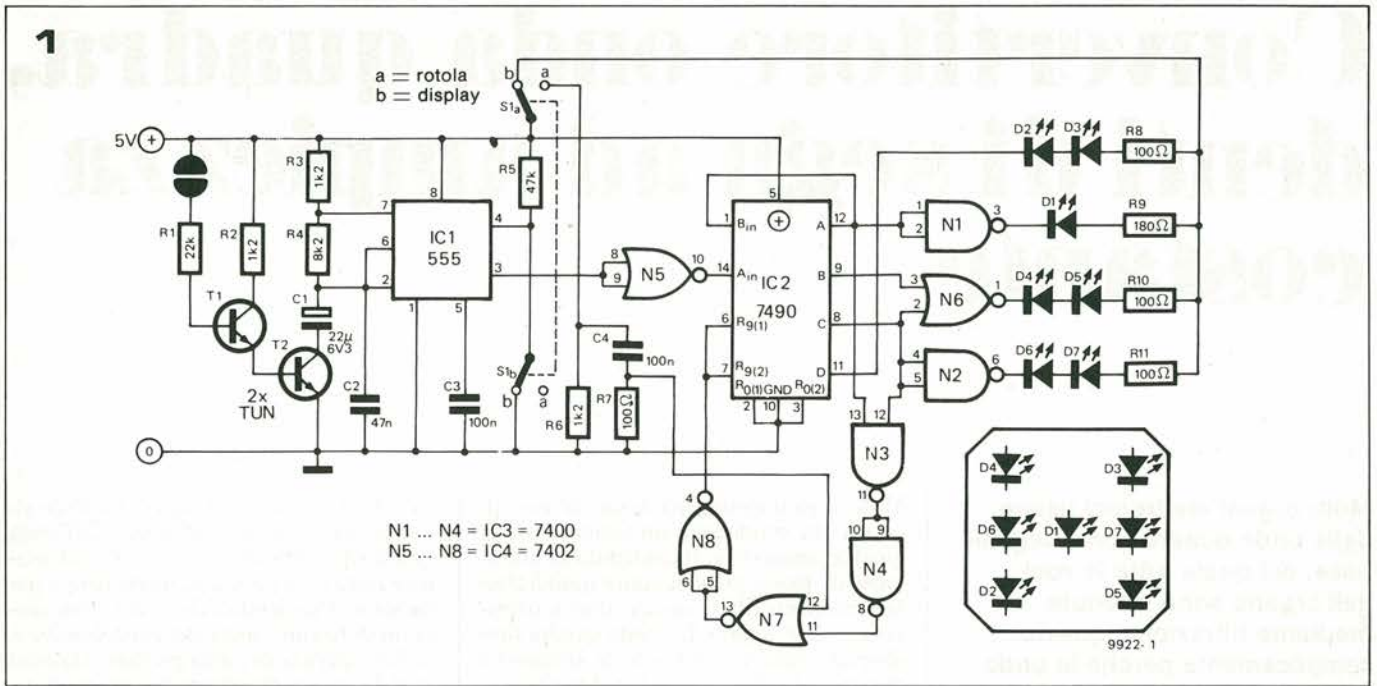 1
a = rotola
b = display
b
a
S1a
5V
+
R1
22k
R2
1k2
R3
1k2
R4
8k2
C1
22µ
6V3
T1
T2
2x
TUN
C2
47n
C3
100n
7
6
2
8
4
3
1
5
IC1
555
R5
47k
S1b
b
a
8
9
N5
10
C4
100n
R6
1k2
R7
100Ω
0
5
+
1
Bin
A
12
14
Ain
B
9
IC2
7490
6
R9(1)
C
8
7
R9(2)
D
11
R0(1)
GND
R0(2)
2
10
3
1
2
N1
3
3
2
N6
1
4
5
N2
6
D2
D3
R8
100Ω
D1
R9
180Ω
D4
D5
R10
100Ω
D6
D7
R11
100Ω
13
12
N3
11
10
9
N4
8
4
N8
6
5
13
N7
12
11
N1 ... N4 = IC3 = 7400
N5 ... N8 = IC4 = 7402
D4
D3
D6
D1
D7
D2
D5
9922- 1